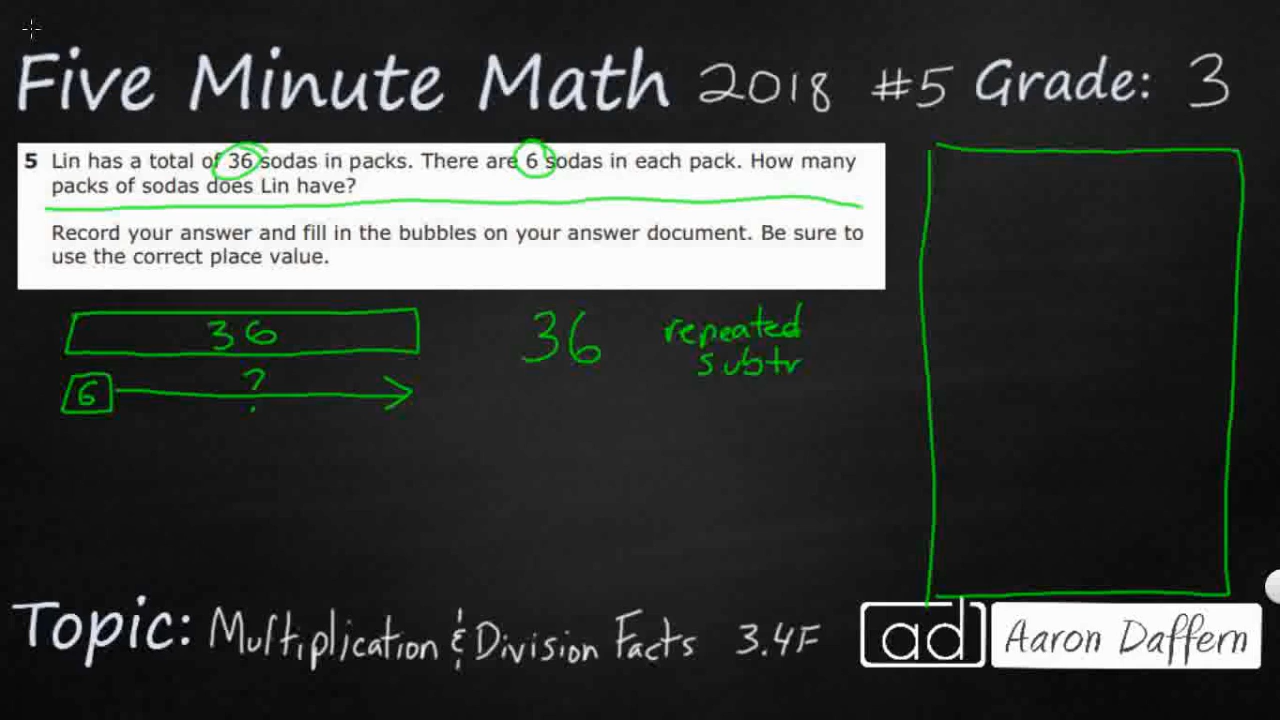 Five Minute Math 2018 #5 Grade: 3
5 Lin has a total of 36 sodas in packs. There are 6 sodas in each pack. How many
packs of sodas does Lin have?
Record your answer and fill in the bubbles on your answer document. Be sure to
use the correct place value.
36
6 ?
36
repeated
subtr
Topic: Multiplication & Division Facts 3.4F
ad Aaron Daffern